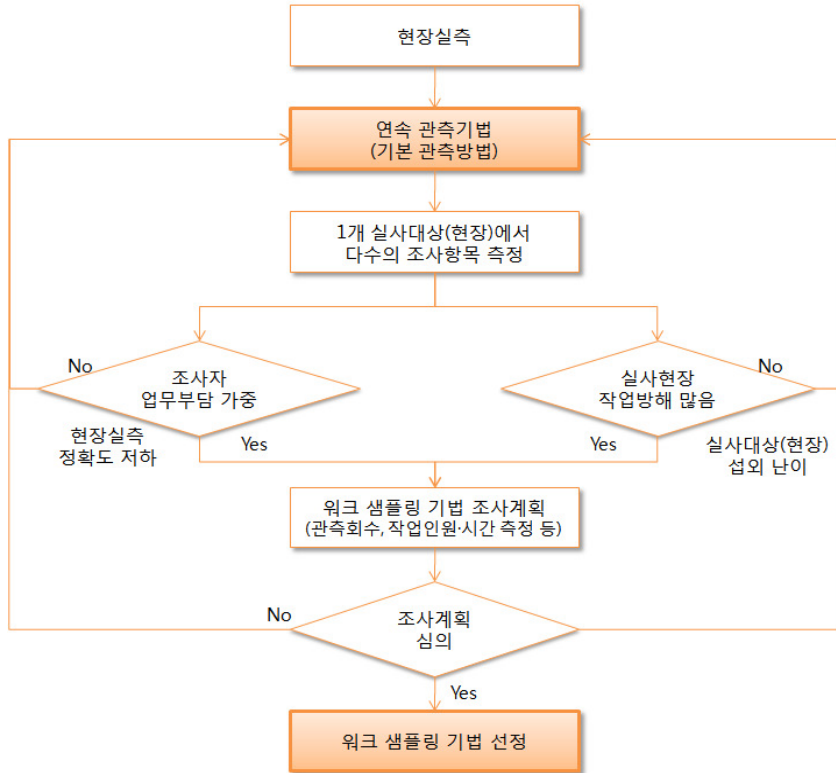 현장실측
연속 관측기법
(기본 관측방법)
1개 실사대상(현장)에서
다수의 조사항목 측정
No
조사자
업무부담 가중
실사현장
작업방해 많음
No
현장실측
정확도 저하
Yes
Yes
실사대상(현장)
섭외 난이
워크 샘플링 기법 조사계획
(관측회수, 작업인원·시간 측정 등)
No
조사계획
심의
Yes
워크 샘플링 기법 선정